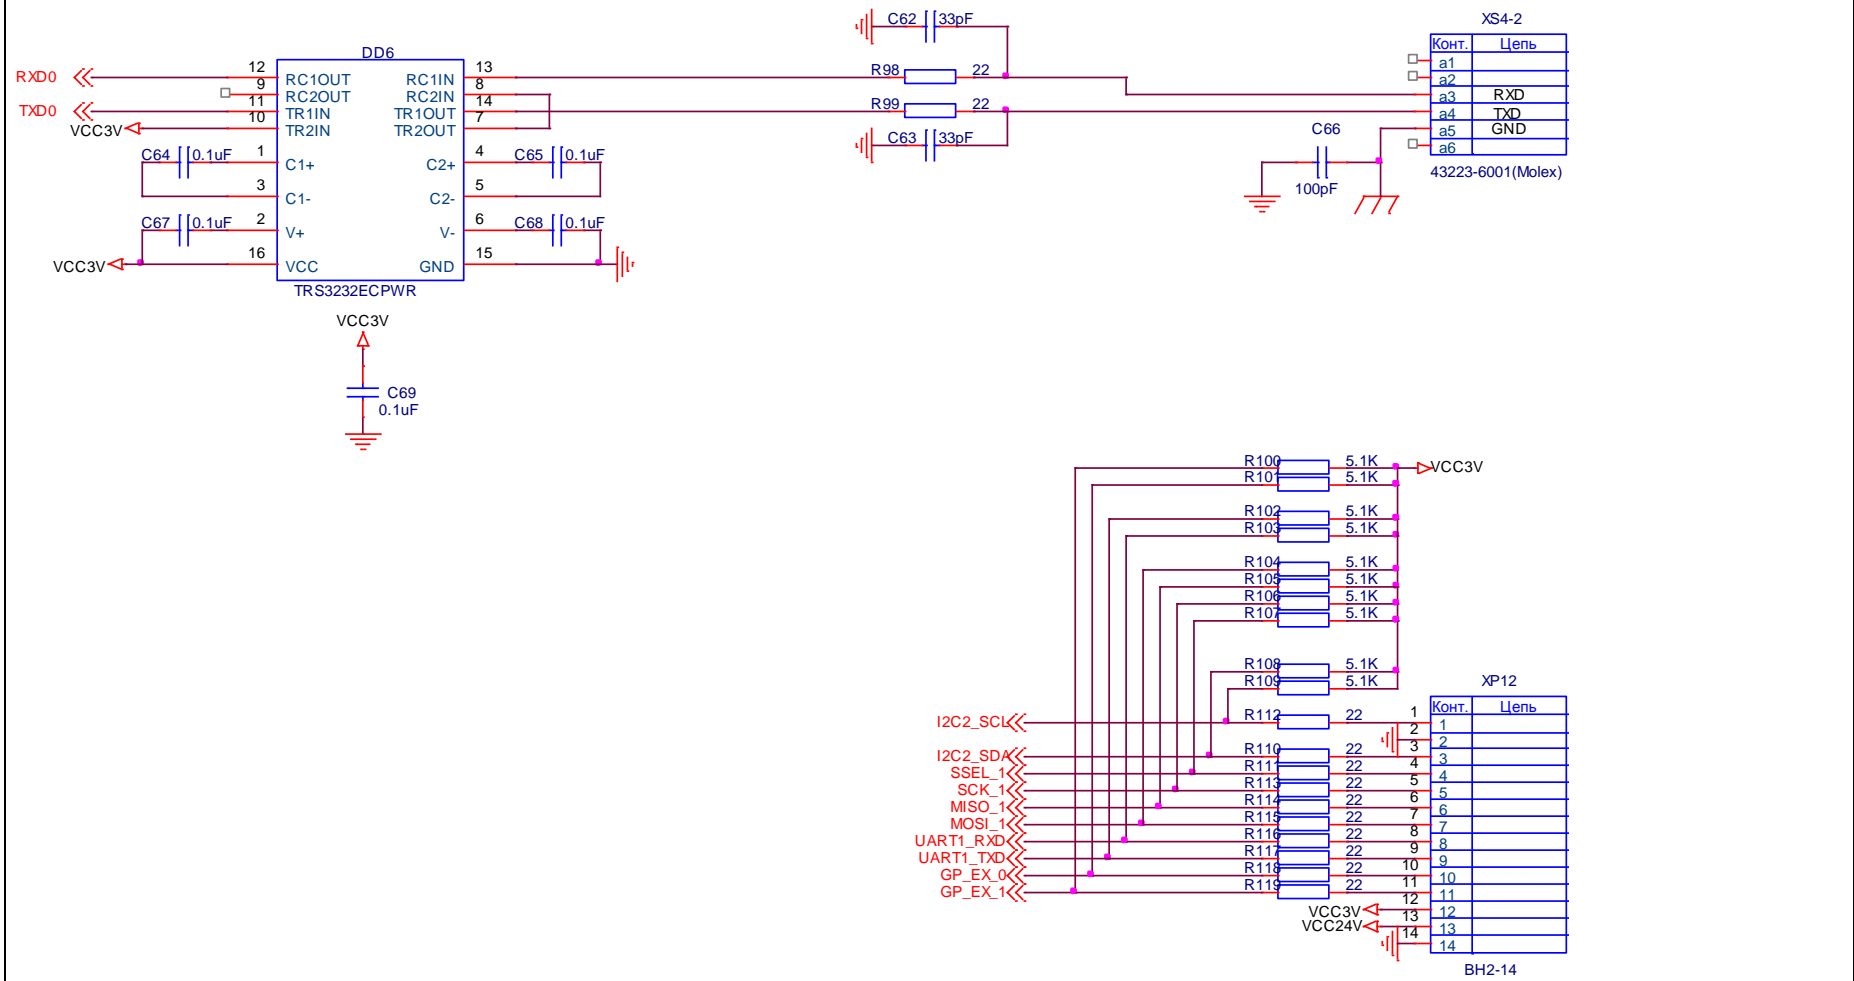 C62 33pF
XS4-2
DD6
Конт. Цепь
RXD0 12 RC1OUT RC1IN 13 R98 22 a1
9 RC2OUT RC2IN 8 a2
TXD0 11 TR1IN TR1OUT 14 R99 22 a3 RXD
VCC3V 10 TR2IN TR2OUT 7 a4 TXD
C63 33pF C66 a5 GND
a6
C64 0.1uF 1 C1+ C2+ 4 C65 0.1uF
43223-6001(Molex)
3 C1- C2- 5 100pF
C67 0.1uF 2 V+ V- 6 C68 0.1uF
VCC3V 16 VCC GND 15
TRS3232ECPWR
VCC3V
C69
0.1uF
R100 5.1K VCC3V
R101 5.1K
R102 5.1K
R103 5.1K
R104 5.1K
R105 5.1K
R106 5.1K
R107 5.1K
R108 5.1K
R109 5.1K
XP12
Конт. Цепь
I2C2_SCL R112 22 1 1
2 2
I2C2_SDA R110 22 3 3
SSEL_1 R111 22 4 4
SCK_1 R113 22 5 5
MISO_1 R114 22 6 6
MOSI_1 R115 22 7 7
UART1_RXD R116 22 8 8
UART1_TXD R117 22 9 9
GP_EX_0 R118 22 10 10
GP_EX_1 R119 22 11 11
VCC3V 12 12
VCC24V 13 13
14 14
BH2-14